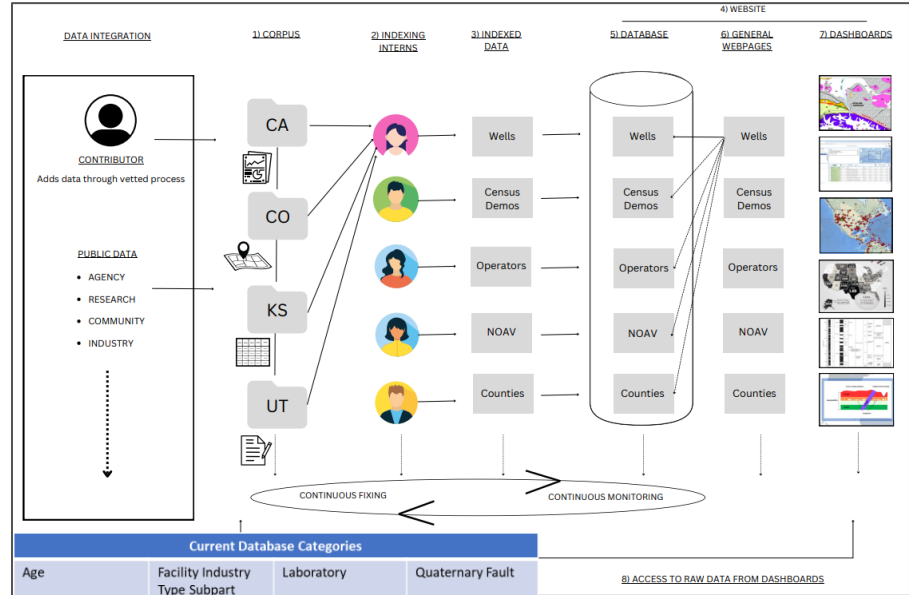 4) WEBSITE
DATA INTEGRATION
1) CORPUS
2) INDEXING
INTERNS
3) INDEXED
DATA
5) DATABASE
6) GENERAL
WEBPAGES
7) DASHBOARDS
CONTRIBUTOR
Adds data through vetted process
PUBLIC DATA
• AGENCY
• RESEARCH
• COMMUNITY
• INDUSTRY
CA
CO
KS
UT
Wells
Census
Demos
Operators
NOAV
Counties
Wells
Census
Demos
Operators
NOAV
Counties
Wells
Census
Demos
Operators
NOAV
Counties
CONTINUOUS FIXING
CONTINUOUS MONITORING
Current Database Categories
Age
Facility Industry
Type Subpart
Laboratory
Quaternary Fault
8) ACCESS TO RAW DATA FROM DASHBOARDS